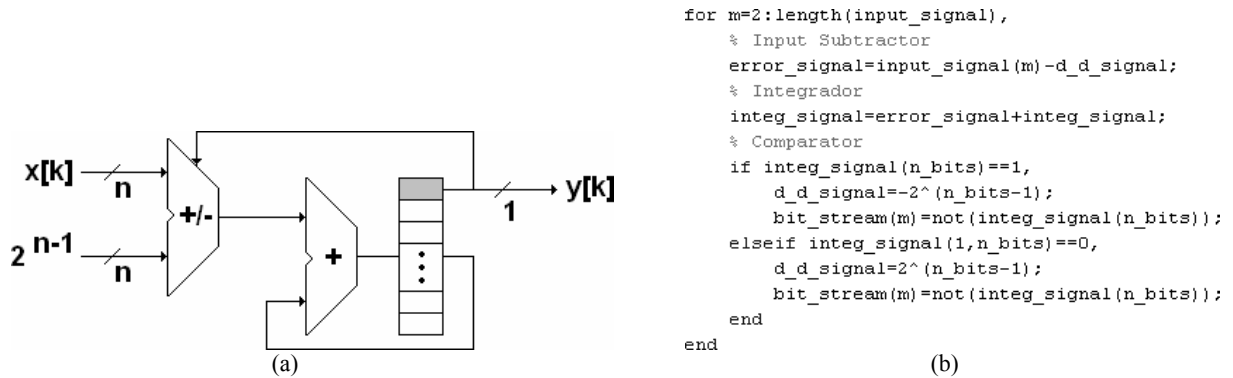 x[k]
n
+/-
2 n-1
n
+
1
y[k]
(a)
for m=2:length(input_signal),
% Input Subtractor
error_signal=input_signal(m)-d_d_signal;
% Integrador
integ_signal=error_signal+integ_signal;
% Comparator
if integ_signal(n_bits)==1,
d_d_signal=-2^(n_bits-1);
bit_stream(m)=not(integ_signal(n_bits));
elseif integ_signal(1,n_bits)==0,
d_d_signal=2^(n_bits-1);
bit_stream(m)=not(integ_signal(n_bits));
end
end
(b)